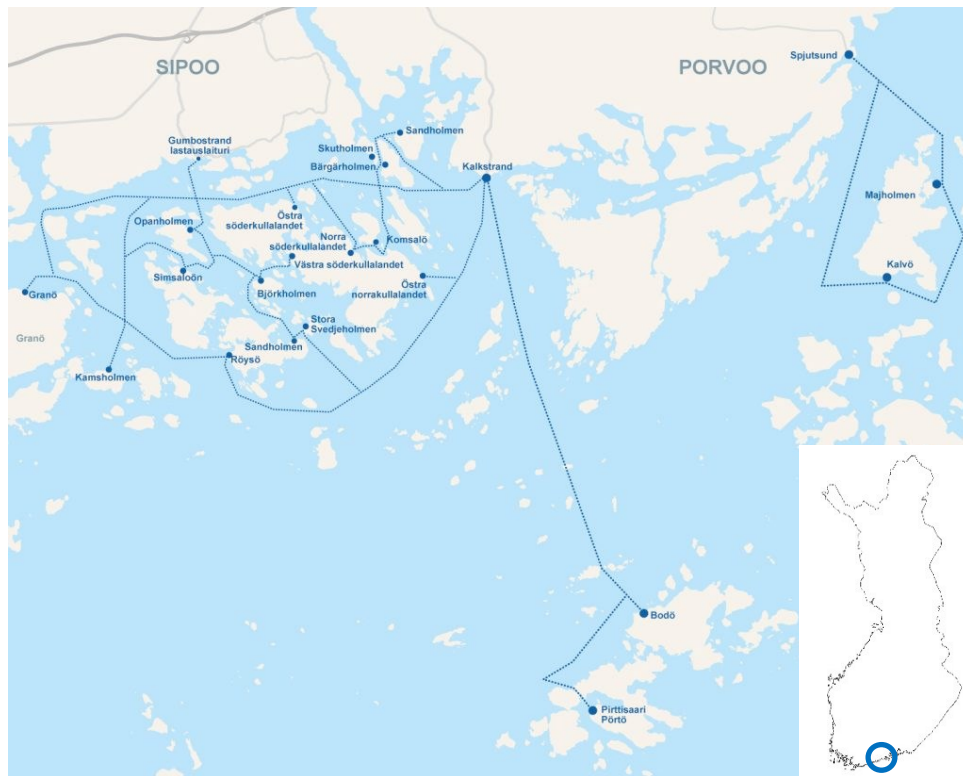 SIPOO
PORVOO
Spjutsund
Gumbostrand
lastauslaituri
Sandholmen
Skutholmen
Bärgärholmen
Kalkstrand
Majholmen
Opanholmen
Östra
söderkullalandet
Norra
söderkullalandet
Komsalö
Västra söderkullalandet
Simsaloön
Björkholmen
Östra
norrakullalandet
Kalvö
Granö
Granö
Stora
Svedjeholmen
Sandholmen
Röysö
Kamsholmen
Bodö
Pirttisaari
Pörtö